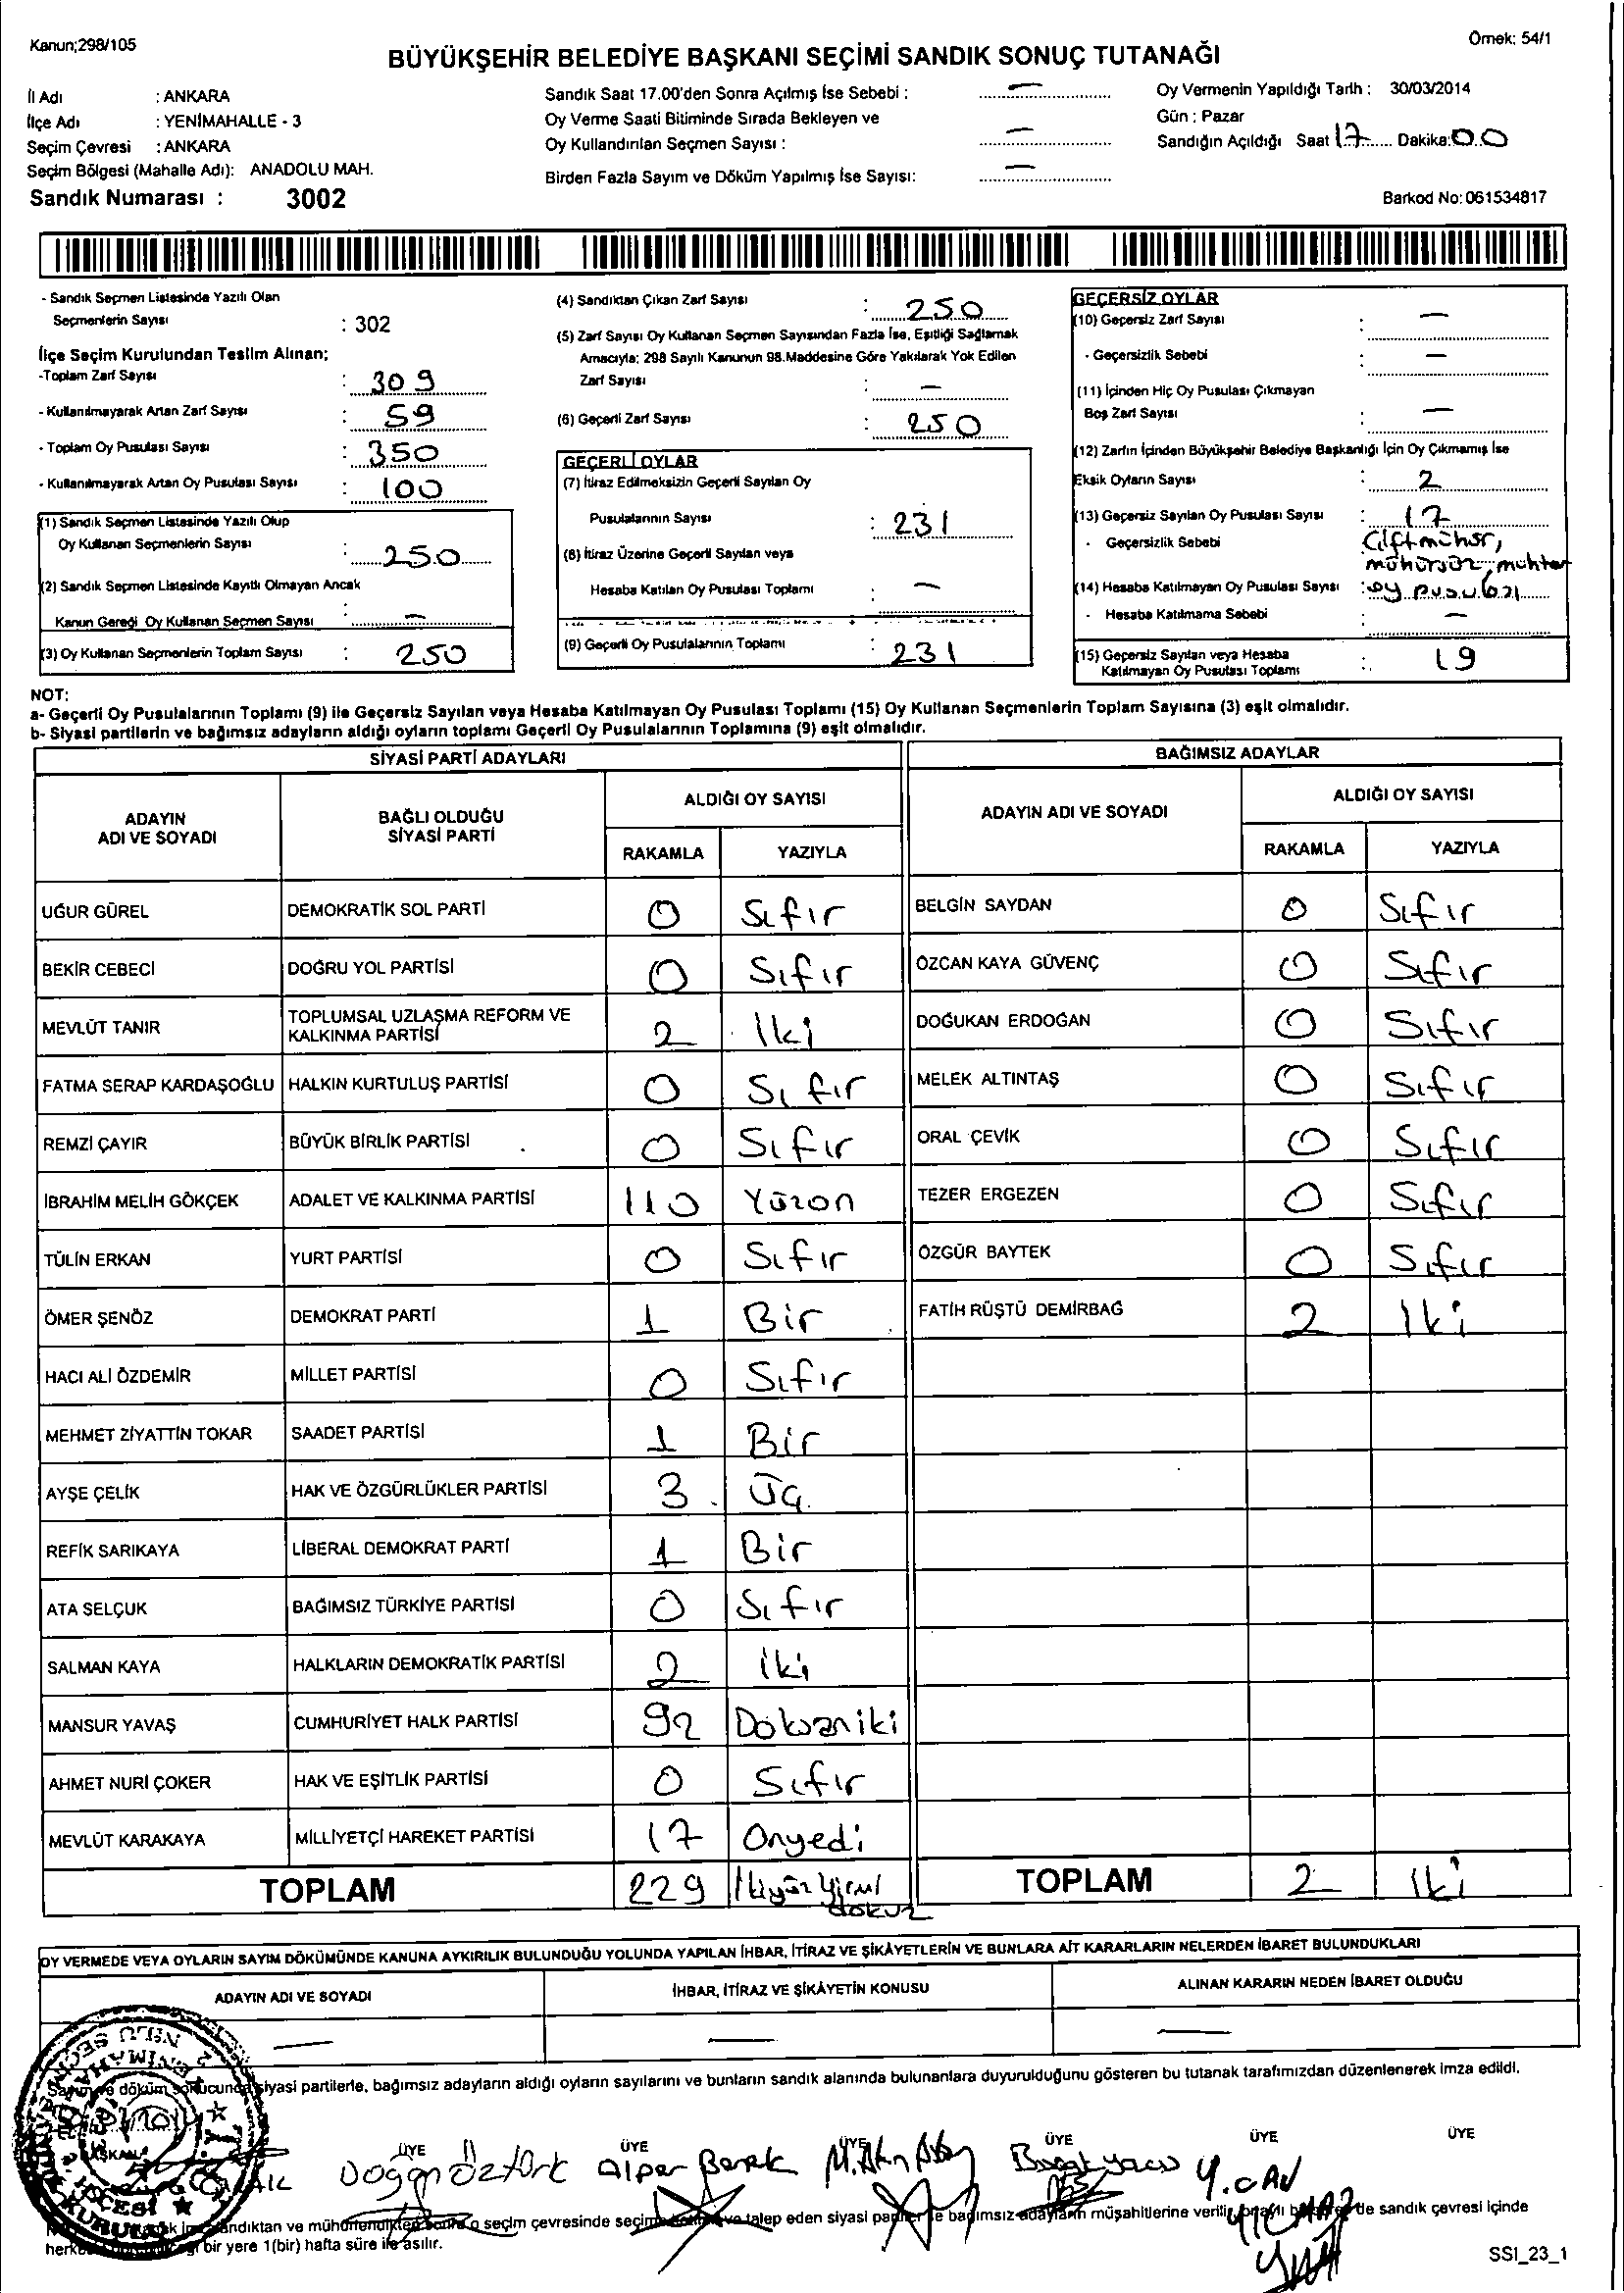 Kanun;298/105
Örnek: 54/1
BÜYÜKŞEHİR BELEDİYE BAŞKANI SEÇİMİ SANDIK SONUÇ TUTANAĞI
İl Adı : ANKARA
İlçe Adı : YENİMAHALLE - 3
Seçim Çevresi : ANKARA
Seçim Bölgesi (Mahalle Adı): ANADOLU MAH.
Sandık Numarası : 3002
Sandık Saat 17.00'den Sonra Açılmış İse Sebebi : —
Oy Verme Saati Bitiminde Sırada Bekleyen ve
Oy Kullandırılan Seçmen Sayısı : —
Birden Fazla Sayım ve Döküm Yapılmış İse Sayısı: —
Oy Vermenin Yapıldığı Tarih : 30/03/2014
Gün : Pazar
Sandığın Açıldığı Saat 17 Dakika: 00
Barkod No: 061534817
- Sandık Seçmen Listesinde Yazılı Olan
Seçmenlerin Sayısı : 302
İlçe Seçim Kurulundan Teslim Alınan;
-Toplam Zarf Sayısı : 309
- Kullanılmayarak Artan Zarf Sayısı : 59
- Toplam Oy Pusulası Sayısı : 350
- Kullanılmayarak Artan Oy Pusulası Sayısı : 100
(1) Sandık Seçmen Listesinde Yazılı Olup
Oy Kullanan Seçmenlerin Sayısı : 250
(2) Sandık Seçmen Listesinde Kayıtlı Olmayan Ancak
Kanun Gereği Oy Kullanan Seçmen Sayısı : —
(3) Oy Kullanan Seçmenlerin Toplam Sayısı : 250
(4) Sandıktan Çıkan Zarf Sayısı : 250
(5) Zarf Sayısı Oy Kullanan Seçmen Sayısından Fazla İse, Eşitliği Sağlamak
Amacıyla; 298 Sayılı Kanunun 98.Maddesine Göre Yakılarak Yok Edilen
Zarf Sayısı : —
(6) Geçerli Zarf Sayısı : 250
GEÇERLİ OYLAR
(7) İtiraz Edilmeksizin Geçerli Sayılan Oy
Pusulalarının Sayısı : 231
(8) İtiraz Üzerine Geçerli Sayılan veya
Hesaba Katılan Oy Pusulası Toplamı : —
(9) Geçerli Oy Pusulalarının Toplamı : 231
GEÇERSİZ OYLAR
(10) Geçersiz Zarf Sayısı : —
- Geçersizlik Sebebi : —
(11) İçinden Hiç Oy Pusulası Çıkmayan
Boş Zarf Sayısı : —
(12) Zarfın İçinden Büyükşehir Belediye Başkanlığı İçin Oy Çıkmamış İse
Eksik Oyların Sayısı : 2
(13) Geçersiz Sayılan Oy Pusulası Sayısı : 17
- Geçersizlik Sebebi : Çift mühür,
mühürsüz, muhtar
(14) Hesaba Katılmayan Oy Pusulası Sayısı : oy pusulası
- Hesaba Katılmama Sebebi : —
(15) Geçersiz Sayılan veya Hesaba
Katılmayan Oy Pusulası Toplamı : 19
NOT:
a- Geçerli Oy Pusulalarının Toplamı (9) ile Geçersiz Sayılan veya Hesaba Katılmayan Oy Pusulası Toplamı (15) Oy Kullanan Seçmenlerin Toplam Sayısına (3) eşit olmalıdır.
b- Siyasi partilerin ve bağımsız adayların aldığı oyların toplamı Geçerli Oy Pusulalarının Toplamına (9) eşit olmalıdır.
SİYASİ PARTİ ADAYLARI
ADAYIN
ADI VE SOYADI
BAĞLI OLDUĞU
SİYASİ PARTİ
ALDIĞI OY SAYISI
RAKAMLA YAZIYLA
UĞUR GÜREL DEMOKRATİK SOL PARTİ 0 Sıfır
BEKİR CEBECİ DOĞRU YOL PARTİSİ 0 Sıfır
MEVLÜT TANIR TOPLUMSAL UZLAŞMA REFORM VE
KALKINMA PARTİSİ 2 İki
FATMA SERAP KARDAŞOĞLU HALKIN KURTULUŞ PARTİSİ 0 Sıfır
REMZİ ÇAYIR BÜYÜK BİRLİK PARTİSİ 0 Sıfır
İBRAHİM MELİH GÖKÇEK ADALET VE KALKINMA PARTİSİ 110 Yüzon
TÜLİN ERKAN YURT PARTİSİ 0 Sıfır
ÖMER ŞENÖZ DEMOKRAT PARTİ 1 Bir
HACI ALİ ÖZDEMİR MİLLET PARTİSİ 0 Sıfır
MEHMET ZİYATTİN TOKAR SAADET PARTİSİ 1 Bir
AYŞE ÇELİK HAK VE ÖZGÜRLÜKLER PARTİSİ 3 Üç
REFİK SARIKAYA LİBERAL DEMOKRAT PARTİ 1 Bir
ATA SELÇUK BAĞIMSIZ TÜRKİYE PARTİSİ 0 Sıfır
SALMAN KAYA HALKLARIN DEMOKRATİK PARTİSİ 2 İki
MANSUR YAVAŞ CUMHURİYET HALK PARTİSİ 92 Doksaniki
AHMET NURİ ÇOKER HAK VE EŞİTLİK PARTİSİ 0 Sıfır
MEVLÜT KARAKAYA MİLLİYETÇİ HAREKET PARTİSİ 17 Onyedi
TOPLAM 229 İkiyüz yirmi
dokuz
BAĞIMSIZ ADAYLAR
ADAYIN ADI VE SOYADI
ALDIĞI OY SAYISI
RAKAMLA YAZIYLA
BELGİN SAYDAN 0 Sıfır
ÖZCAN KAYA GÜVENÇ 0 Sıfır
DOĞUKAN ERDOĞAN 0 Sıfır
MELEK ALTINTAŞ 0 Sıfır
ORAL ÇEVİK 0 Sıfır
TEZER ERGEZEN 0 Sıfır
ÖZGÜR BAYTEK 0 Sıfır
FATİH RÜŞTÜ DEMİRBAĞ 2 İki
TOPLAM 2 İki
OY VERMEDE VEYA OYLARIN SAYIM DÖKÜMÜNDE KANUNA AYKIRILIK BULUNDUĞU YOLUNDA YAPILAN İHBAR, İTİRAZ VE ŞİKÂYETLERİN VE BUNLARA AİT KARARLARIN NELERDEN İBARET BULUNDUKLARI
ADAYIN ADI VE SOYADI
İHBAR, İTİRAZ VE ŞİKÂYETİN KONUSU
ALINAN KARARIN NEDEN İBARET OLDUĞU
— — —
Sayım ve döküm sonucunda siyasi partilerle, bağımsız adayların aldığı oyların sayılarını ve bunların sandık alanında bulunanlara duyurulduğunu gösteren bu tutanak tarafımızdan düzenlenerek imza edildi.
BAŞKAN ÜYE ÜYE ÜYE ÜYE ÜYE ÜYE
Doğan Öztürk Alper Berk
ndıktan ve mühürlendikten sonra o seçim çevresinde seçime ve talep eden siyasi partiler ile bağımsız adayların müşahitlerine verilir, de sandık çevresi içinde
bir yere 1(bir) hafta süre ile asılır.
SSI_23_1